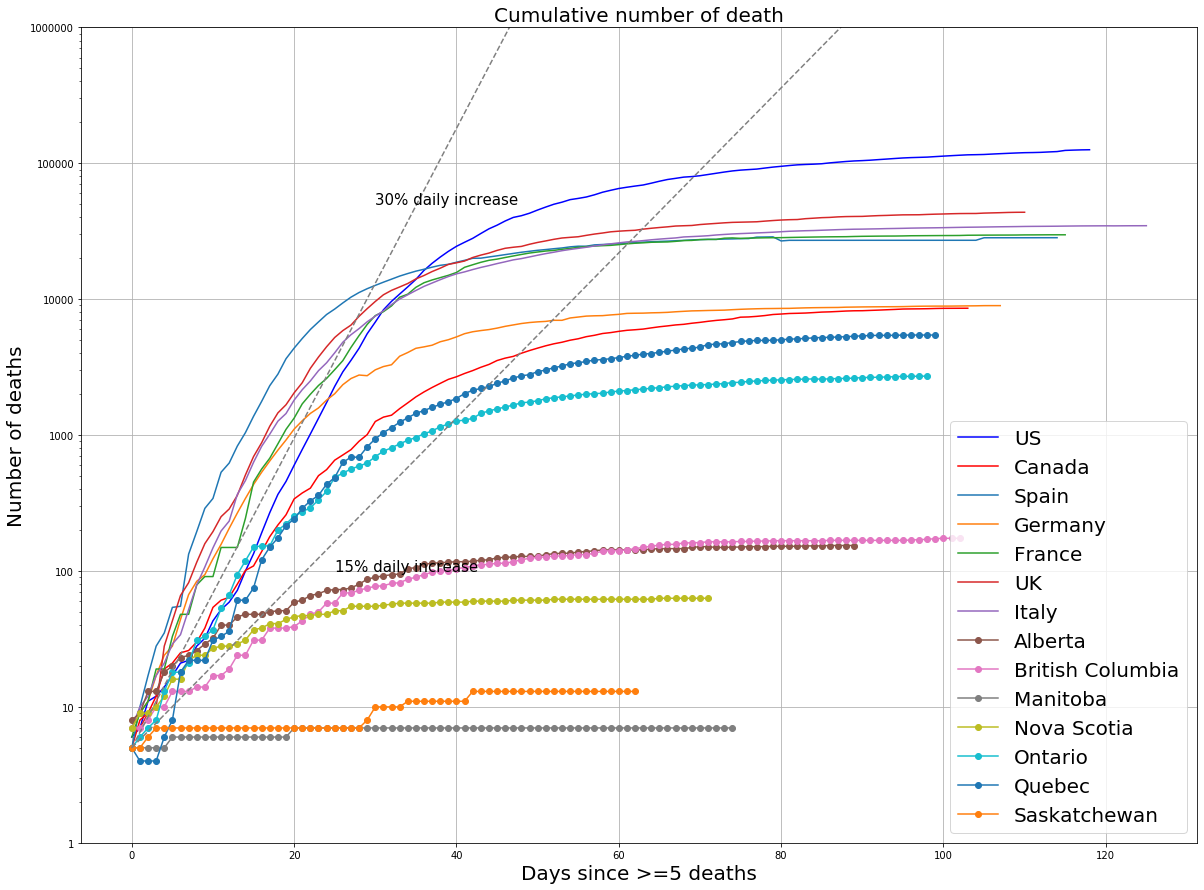 Cumulative number of death
1000000
100000
10000
1000
100
10
1
Number of deaths
30% daily increase
15% daily increase
US
Canada
Spain
Germany
France
UK
Italy
Alberta
British Columbia
Manitoba
Nova Scotia
Ontario
Quebec
Saskatchewan
0 20 40 60 80 100 120
Days since >=5 deaths